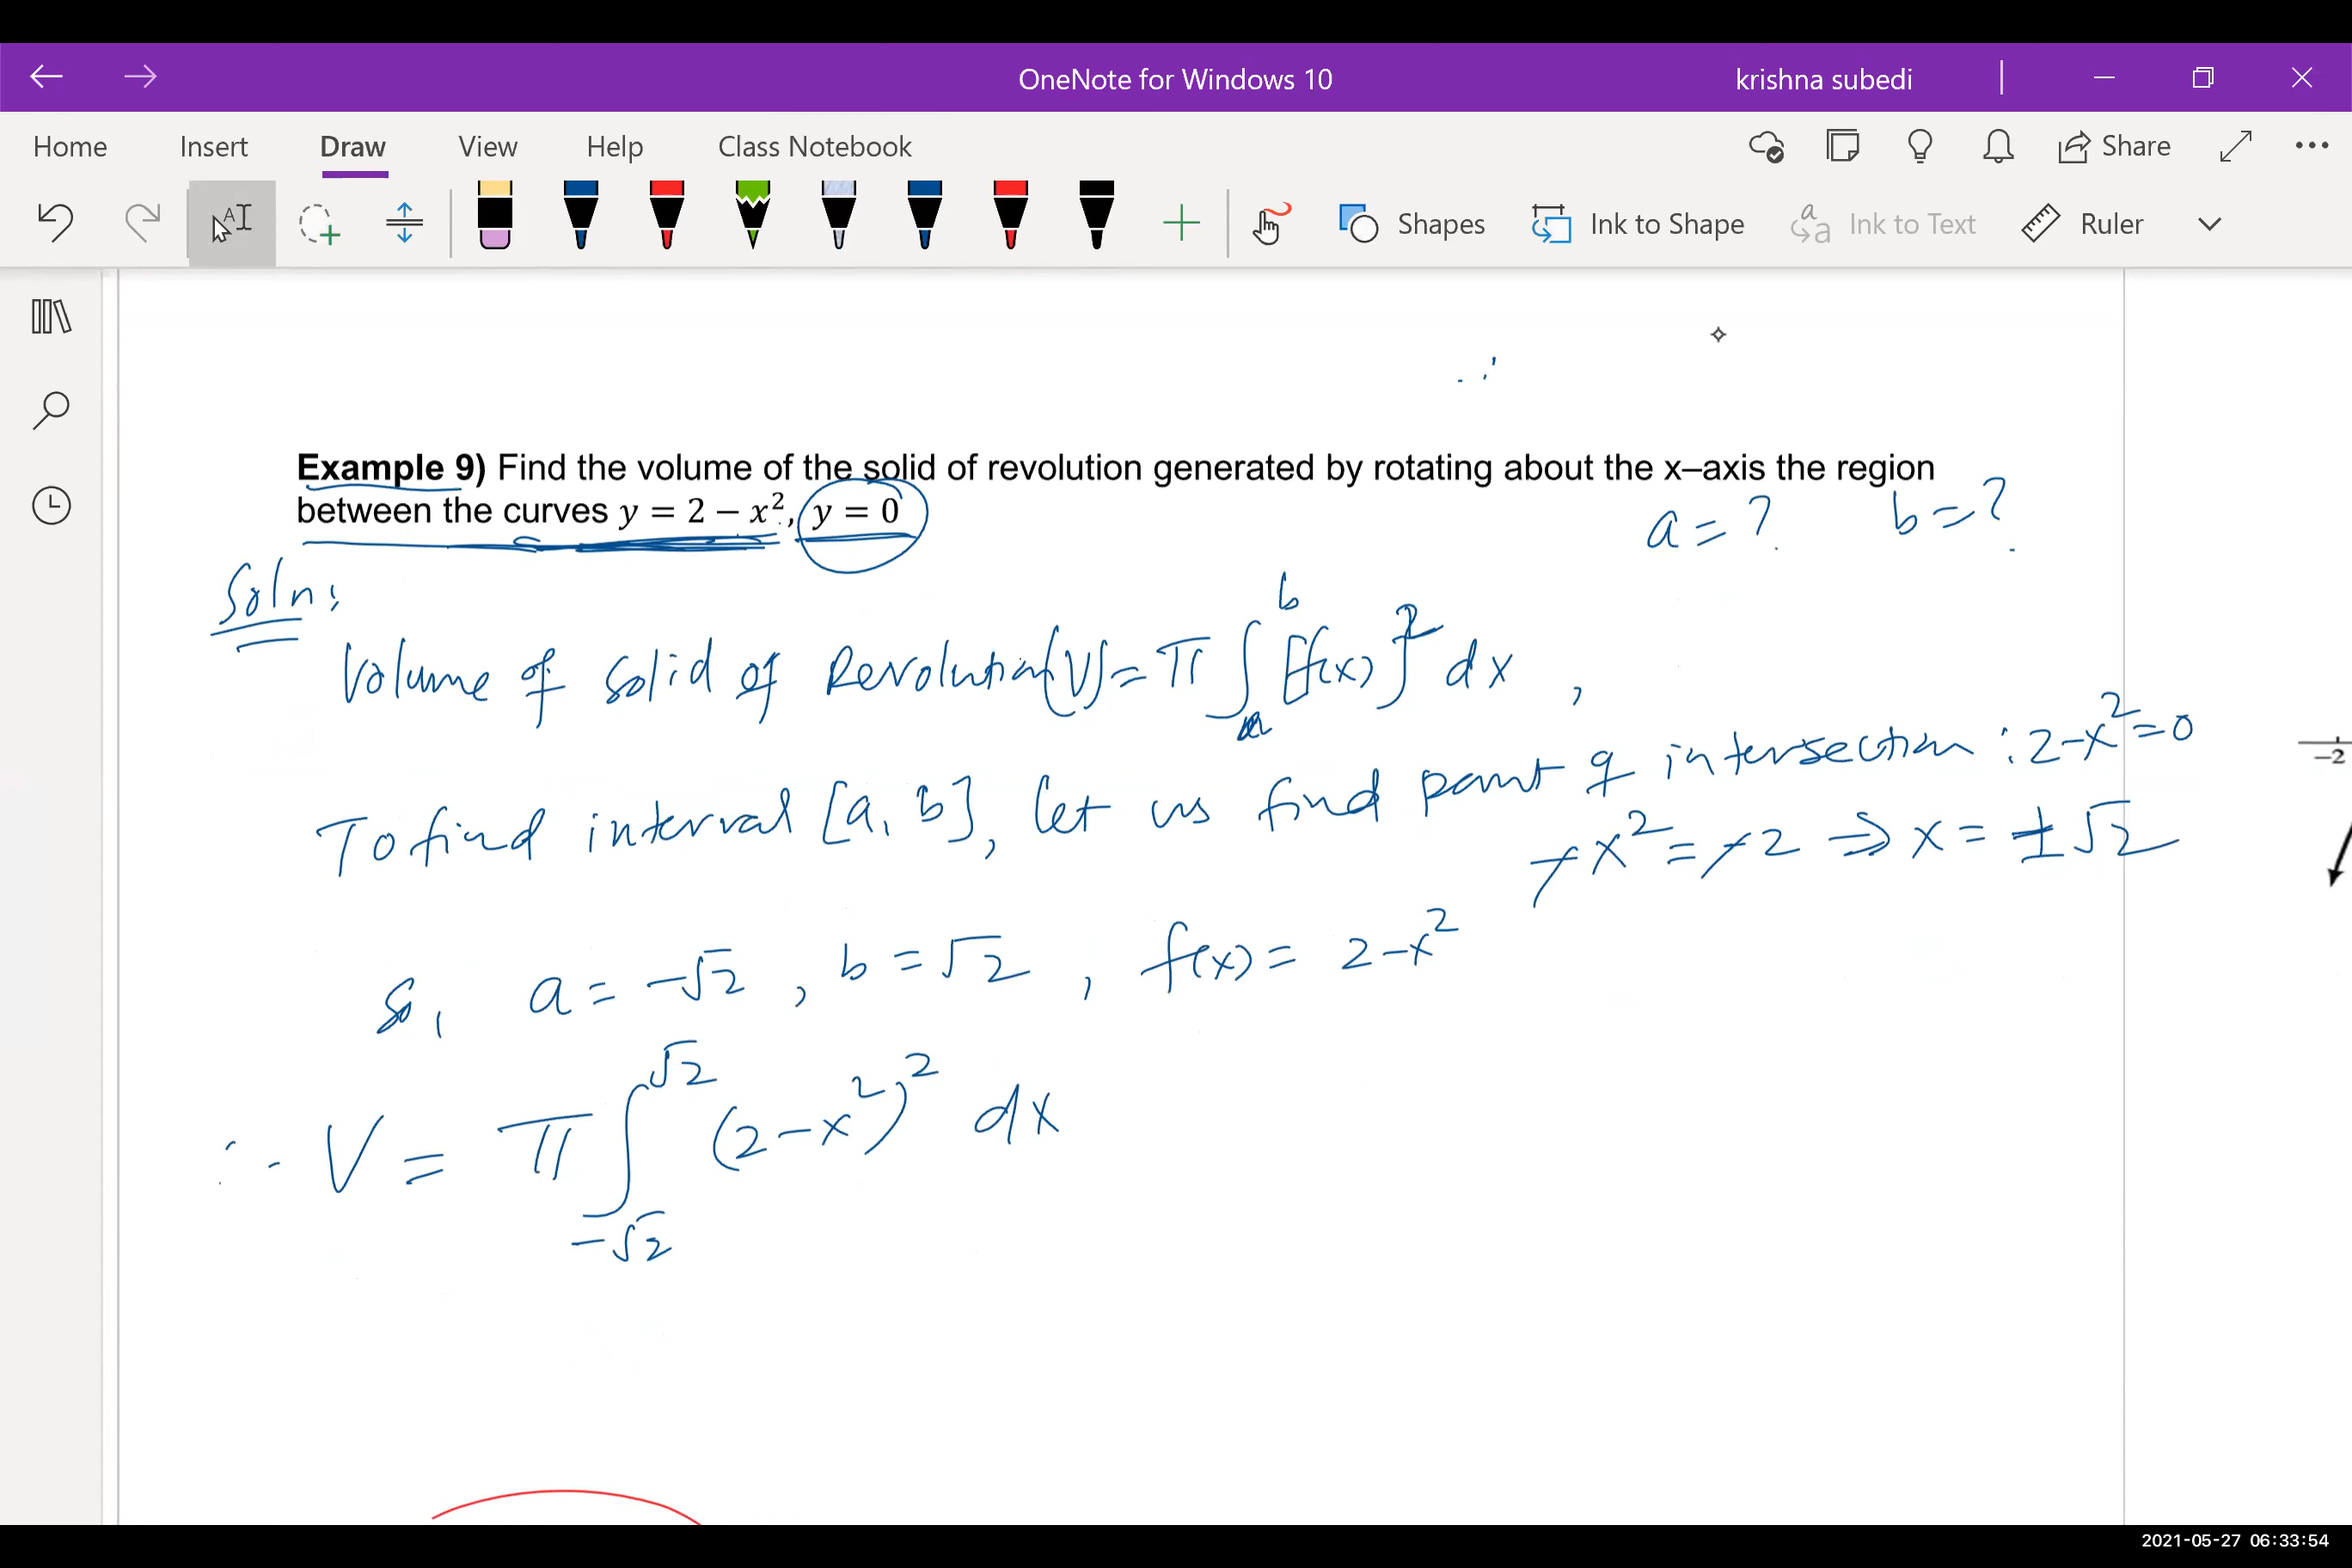 OneNote for Windows 10
krishna subedi
Home Insert Draw View Help Class Notebook Share
Shapes Ink to Shape Ink to Text Ruler
Example 9) Find the volume of the solid of revolution generated by rotating about the x–axis the region
between the curves y = 2 − x², y = 0
a = ? b = ?
Soln:
Volume of solid of Revolution (V) = π ∫ₐᵇ [f(x)]² dx ,
To find interval [a, b], let us find point of intersection : 2-x² = 0
-x² = -2 ⇒ x = ±√2
So, a = -√2 , b = √2 , f(x) = 2-x²
∴ V = π ∫_{-√2}^{√2} (2-x²)² dx
-2
2021-05-27 06:33:54